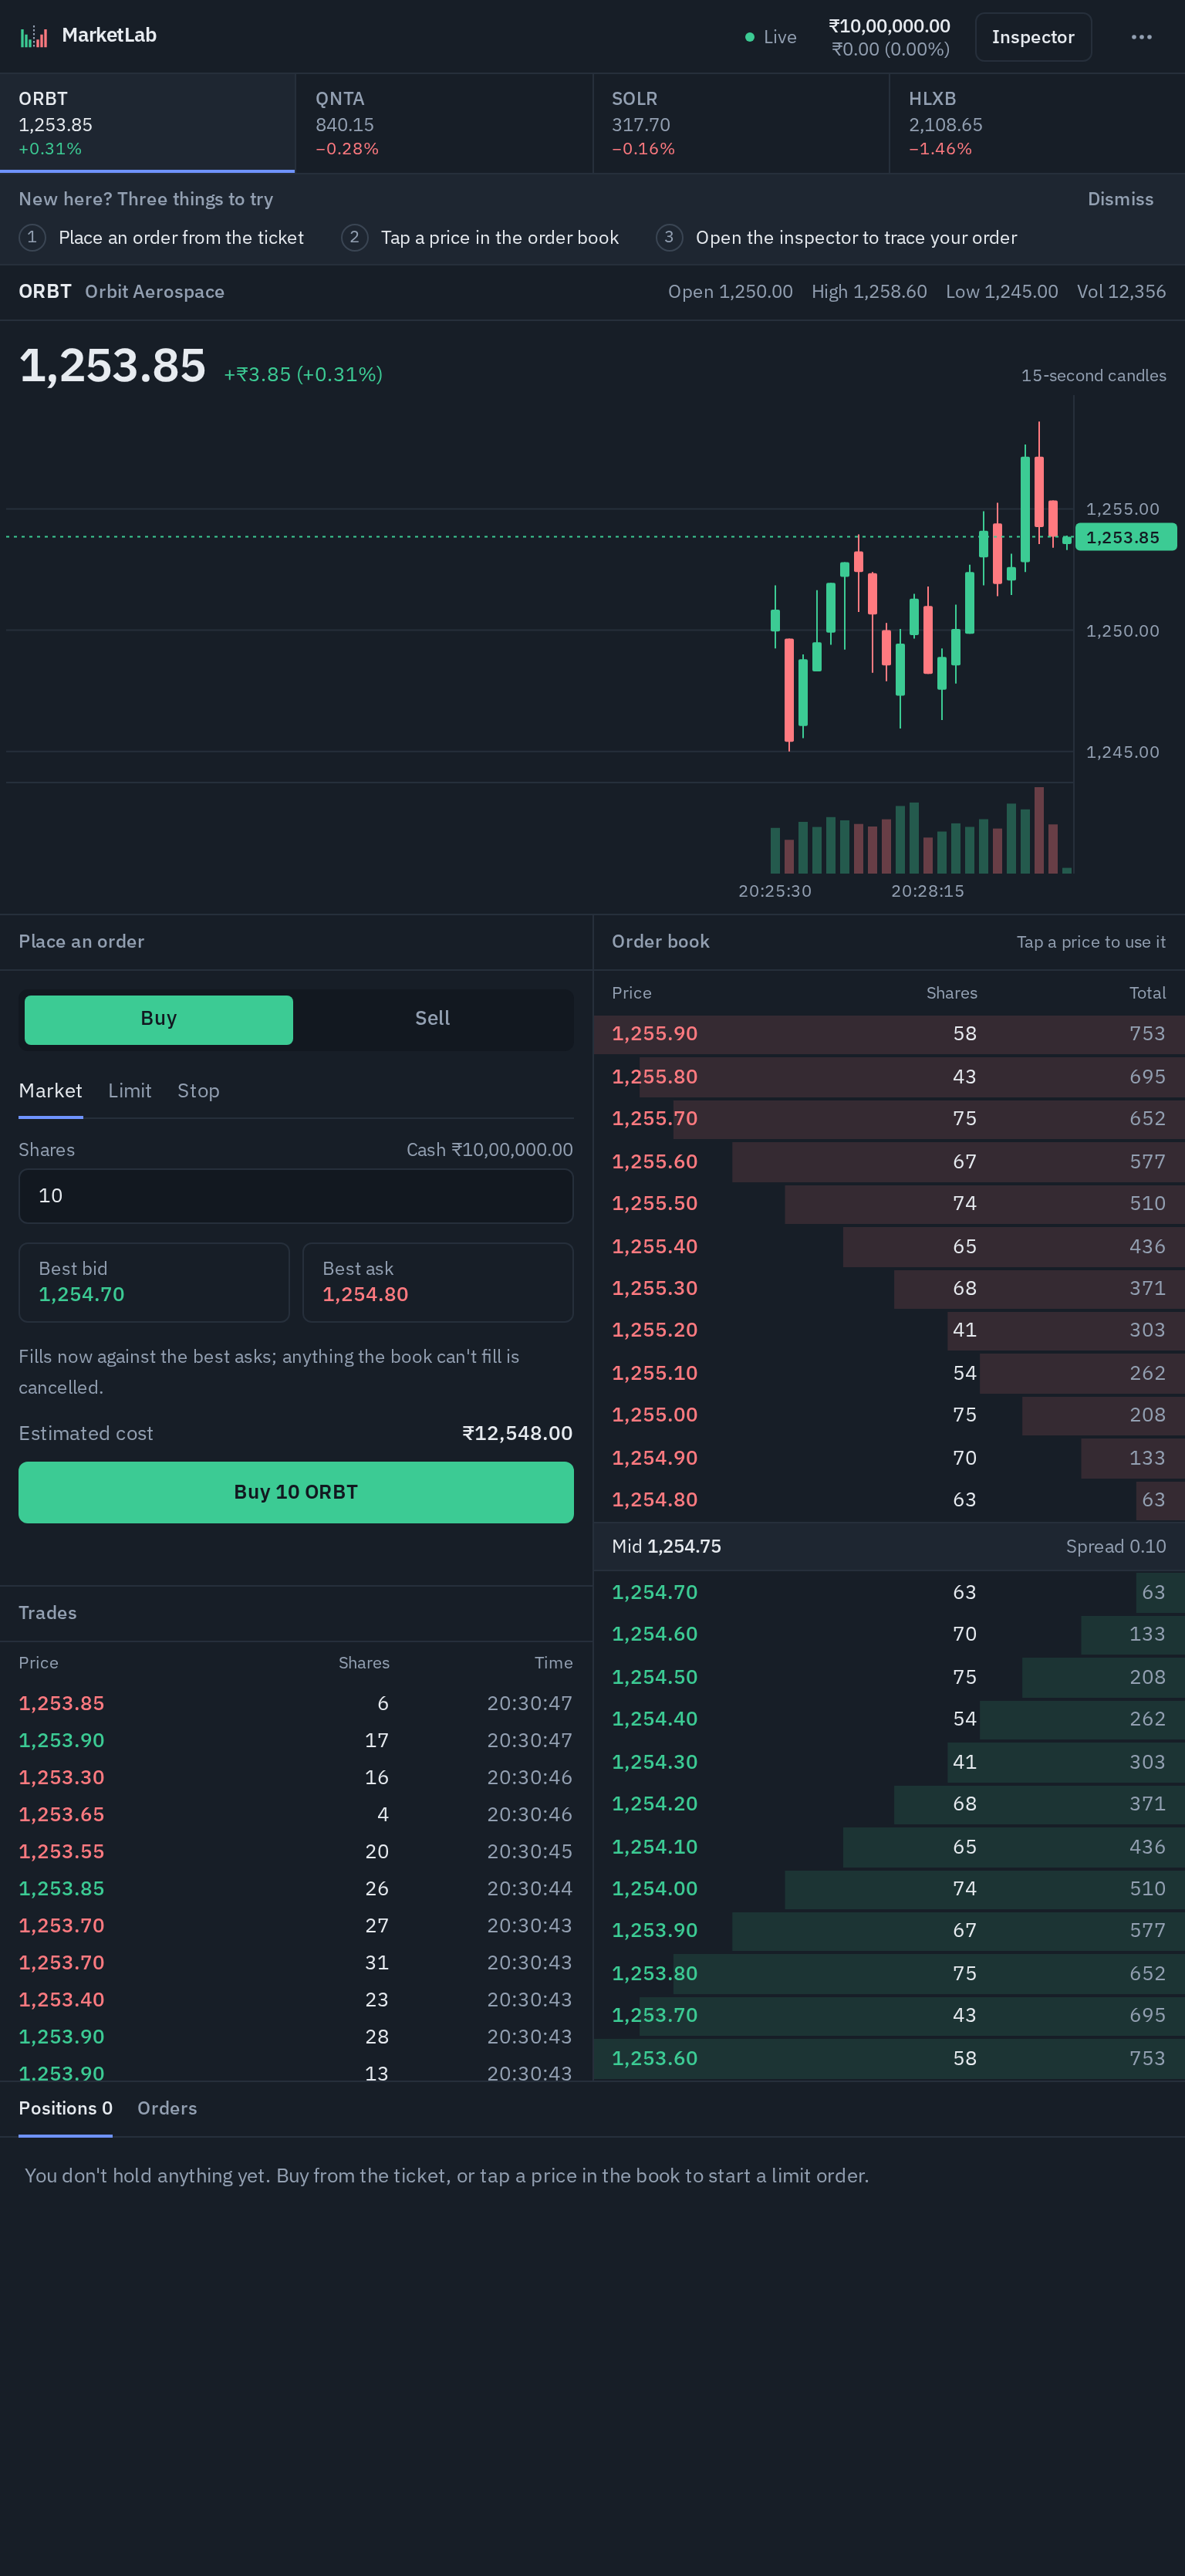 MarketLab
Live
₹10,00,000.00
₹0.00 (0.00%)
Inspector
ORBT
1,253.85
+0.31%
QNTA
840.15
−0.28%
SOLR
317.70
−0.16%
HLXB
2,108.65
−1.46%
New here? Three things to try
Dismiss
1 Place an order from the ticket
2 Tap a price in the order book
3 Open the inspector to trace your order
ORBT Orbit Aerospace
Open 1,250.00 High 1,258.60 Low 1,245.00 Vol 12,356
1,253.85 +₹3.85 (+0.31%)
15-second candles
1,255.00
1,253.85
1,250.00
1,245.00
20:25:30 20:28:15
Place an order
Buy Sell
Market Limit Stop
Shares Cash ₹10,00,000.00
10
Best bid
1,254.70
Best ask
1,254.80
Fills now against the best asks; anything the book can't fill is
cancelled.
Estimated cost ₹12,548.00
Buy 10 ORBT
Trades
Price Shares Time
1,253.85 6 20:30:47
1,253.90 17 20:30:47
1,253.30 16 20:30:46
1,253.65 4 20:30:46
1,253.55 20 20:30:45
1,253.85 26 20:30:44
1,253.70 27 20:30:43
1,253.70 31 20:30:43
1,253.40 23 20:30:43
1,253.90 28 20:30:43
1,253.90 13 20:30:43
Order book Tap a price to use it
Price Shares Total
1,255.90 58 753
1,255.80 43 695
1,255.70 75 652
1,255.60 67 577
1,255.50 74 510
1,255.40 65 436
1,255.30 68 371
1,255.20 41 303
1,255.10 54 262
1,255.00 75 208
1,254.90 70 133
1,254.80 63 63
Mid 1,254.75 Spread 0.10
1,254.70 63 63
1,254.60 70 133
1,254.50 75 208
1,254.40 54 262
1,254.30 41 303
1,254.20 68 371
1,254.10 65 436
1,254.00 74 510
1,253.90 67 577
1,253.80 75 652
1,253.70 43 695
1,253.60 58 753
Positions 0 Orders
You don't hold anything yet. Buy from the ticket, or tap a price in the book to start a limit order.